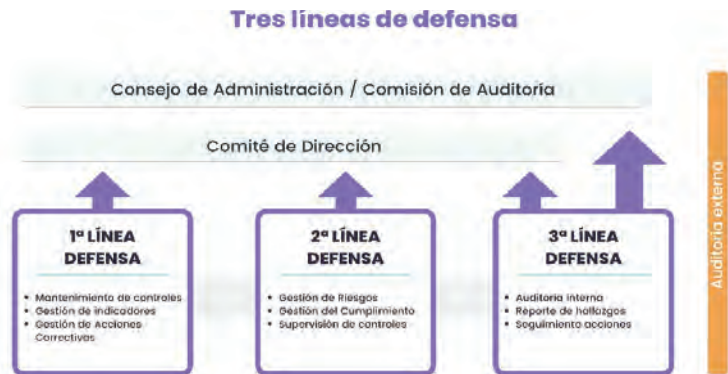 Tres líneas de defensa
Consejo de Administración / Comisión de Auditoría
Comité de Dirección
1ª LÍNEA
DEFENSA
• Mantenimiento de controles
• Gestión de indicadores
• Gestión de Acciones
Correctivas
2ª LÍNEA
DEFENSA
• Gestión de Riesgos
• Gestión del Cumplimiento
• Supervisión de controles
3ª LÍNEA
DEFENSA
• Auditoría Interna
• Reporte de hallazgos
• Seguimiento acciones
Auditoría externa